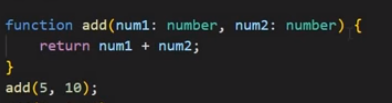 function add(num1: number, num2: number) {
    return num1 + num2;
}
add(5, 10);